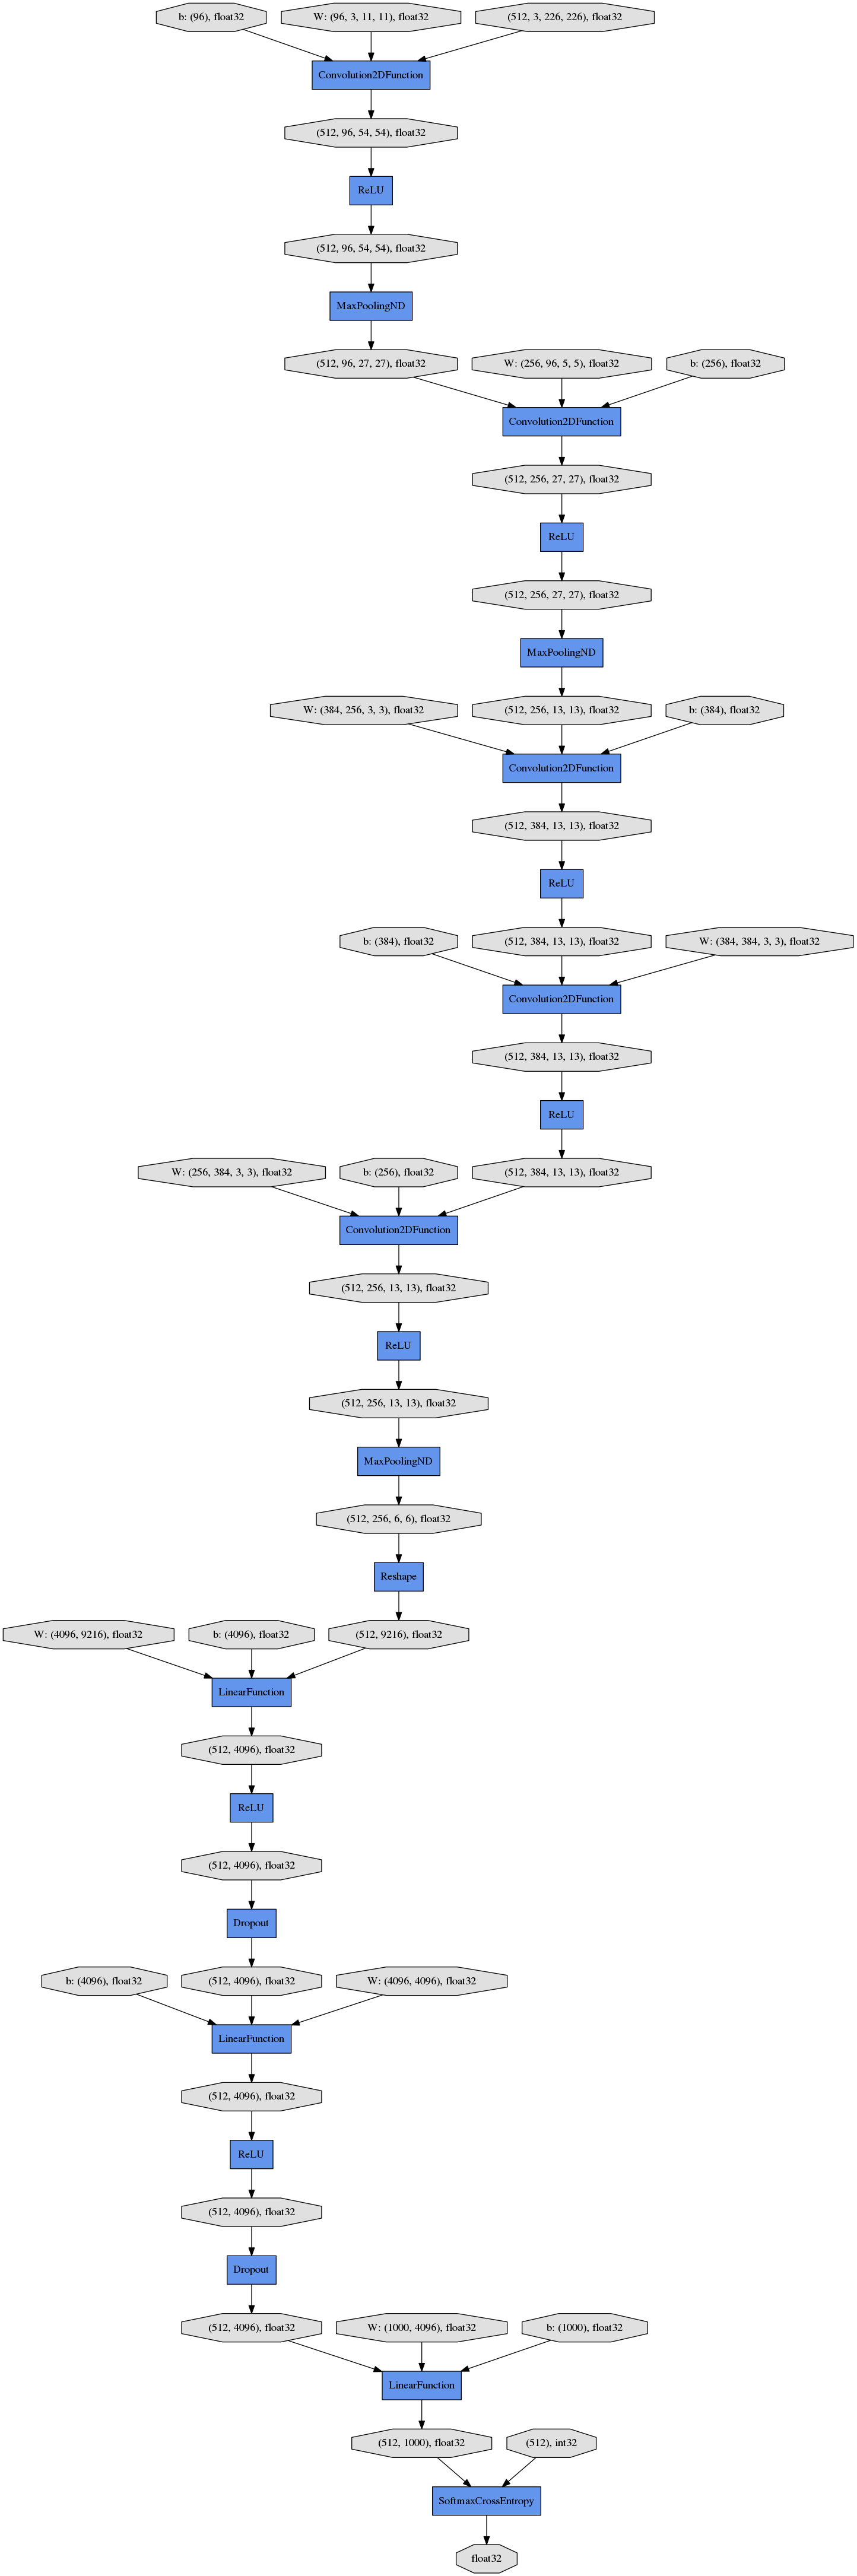 b: (96), float32
W: (96, 3, 11, 11), float32
(512, 3, 226, 226), float32
Convolution2DFunction
(512, 96, 54, 54), float32
ReLU
(512, 96, 54, 54), float32
MaxPoolingND
(512, 96, 27, 27), float32
W: (256, 96, 5, 5), float32
b: (256), float32
Convolution2DFunction
(512, 256, 27, 27), float32
ReLU
(512, 256, 27, 27), float32
MaxPoolingND
W: (384, 256, 3, 3), float32
(512, 256, 13, 13), float32
b: (384), float32
Convolution2DFunction
(512, 384, 13, 13), float32
ReLU
b: (384), float32
(512, 384, 13, 13), float32
W: (384, 384, 3, 3), float32
Convolution2DFunction
(512, 384, 13, 13), float32
ReLU
W: (256, 384, 3, 3), float32
b: (256), float32
(512, 384, 13, 13), float32
Convolution2DFunction
(512, 256, 13, 13), float32
ReLU
(512, 256, 13, 13), float32
MaxPoolingND
(512, 256, 6, 6), float32
Reshape
W: (4096, 9216), float32
b: (4096), float32
(512, 9216), float32
LinearFunction
(512, 4096), float32
ReLU
(512, 4096), float32
Dropout
b: (4096), float32
(512, 4096), float32
W: (4096, 4096), float32
LinearFunction
(512, 4096), float32
ReLU
(512, 4096), float32
Dropout
(512, 4096), float32
W: (1000, 4096), float32
b: (1000), float32
LinearFunction
(512, 1000), float32
(512), int32
SoftmaxCrossEntropy
float32